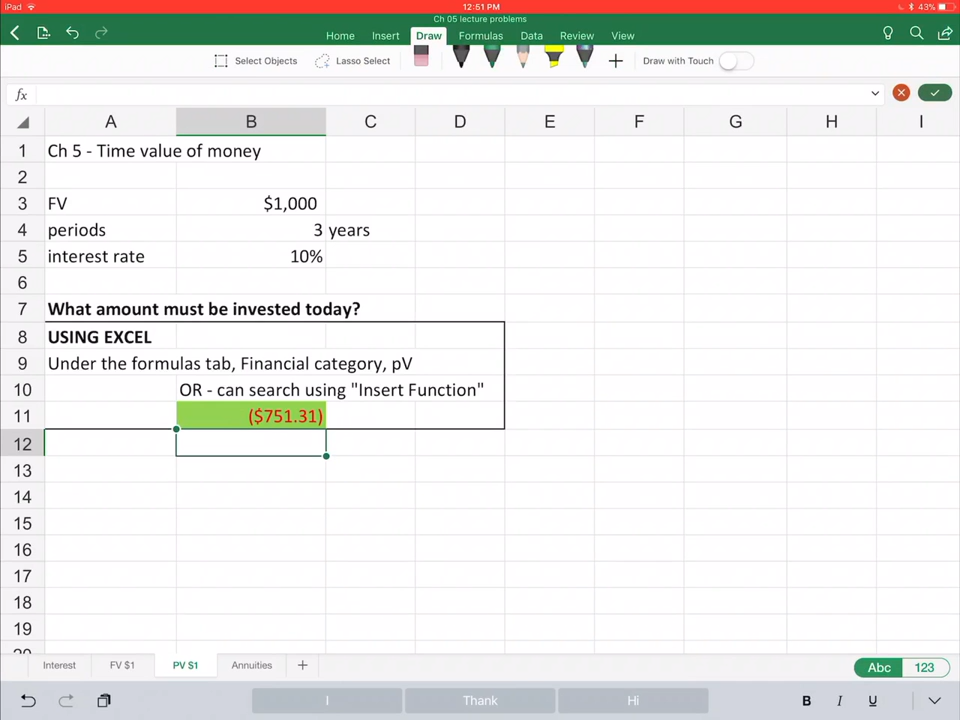 iPad 12:51 PM 43%
Ch 05 lecture problems
Home Insert Draw Formulas Data Review View
Select Objects Lasso Select Draw with Touch
fx
A B C D E F G H I
1 Ch 5 - Time value of money
2
3 FV $1,000
4 periods 3 years
5 interest rate 10%
6
7 What amount must be invested today?
8 USING EXCEL
9 Under the formulas tab, Financial category, pV
10 OR - can search using "Insert Function"
11 ($751.31)
12
13
14
15
16
17
18
19
20
Interest FV $1 PV $1 Annuities + Abc 123
I Thank Hi B I U